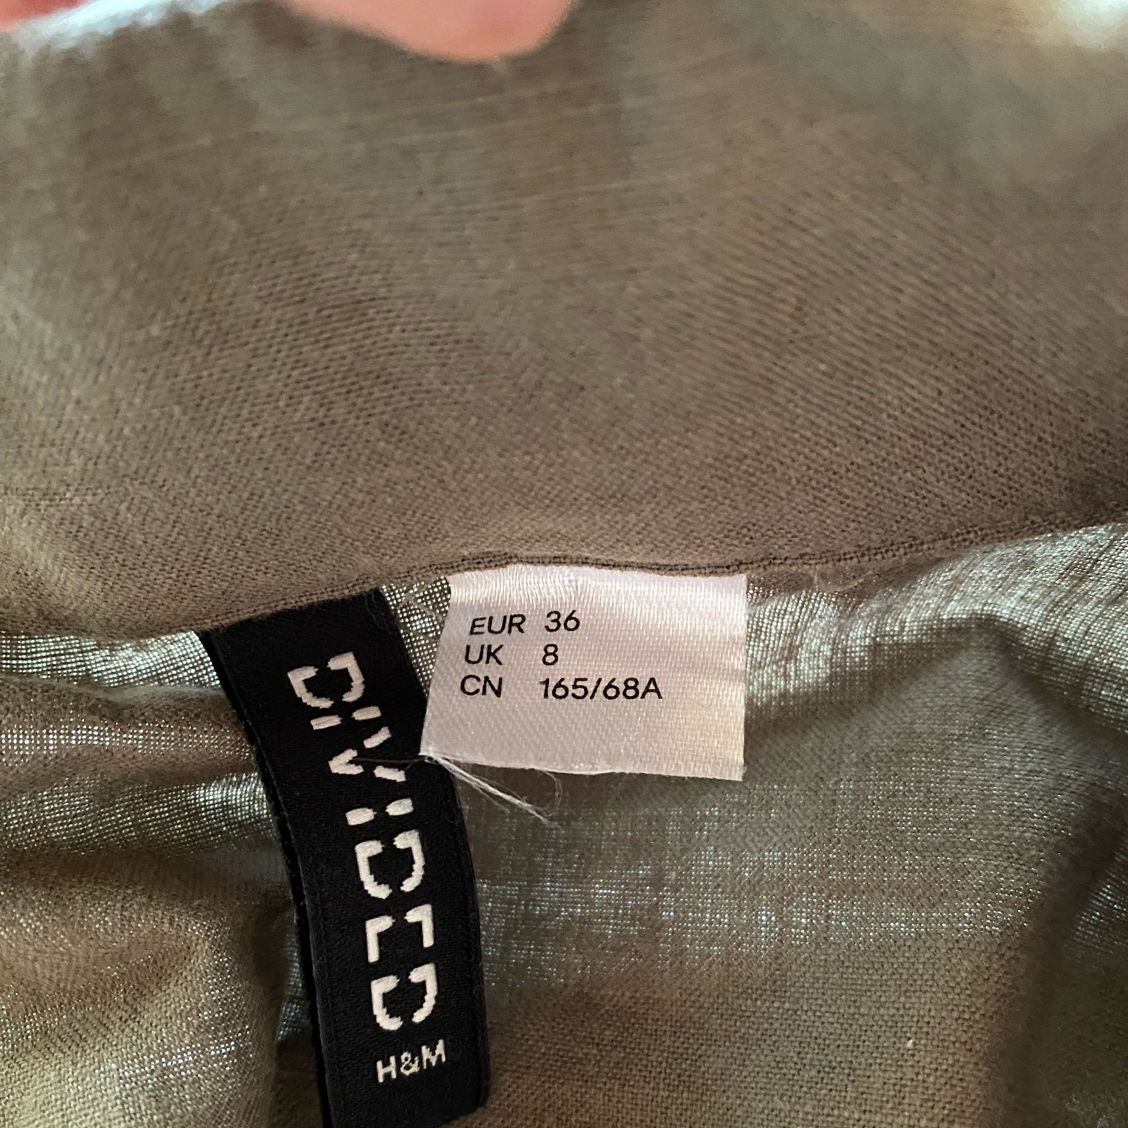 EUR 36
UK 8
CN 165/68A
DIVIDED
H&M